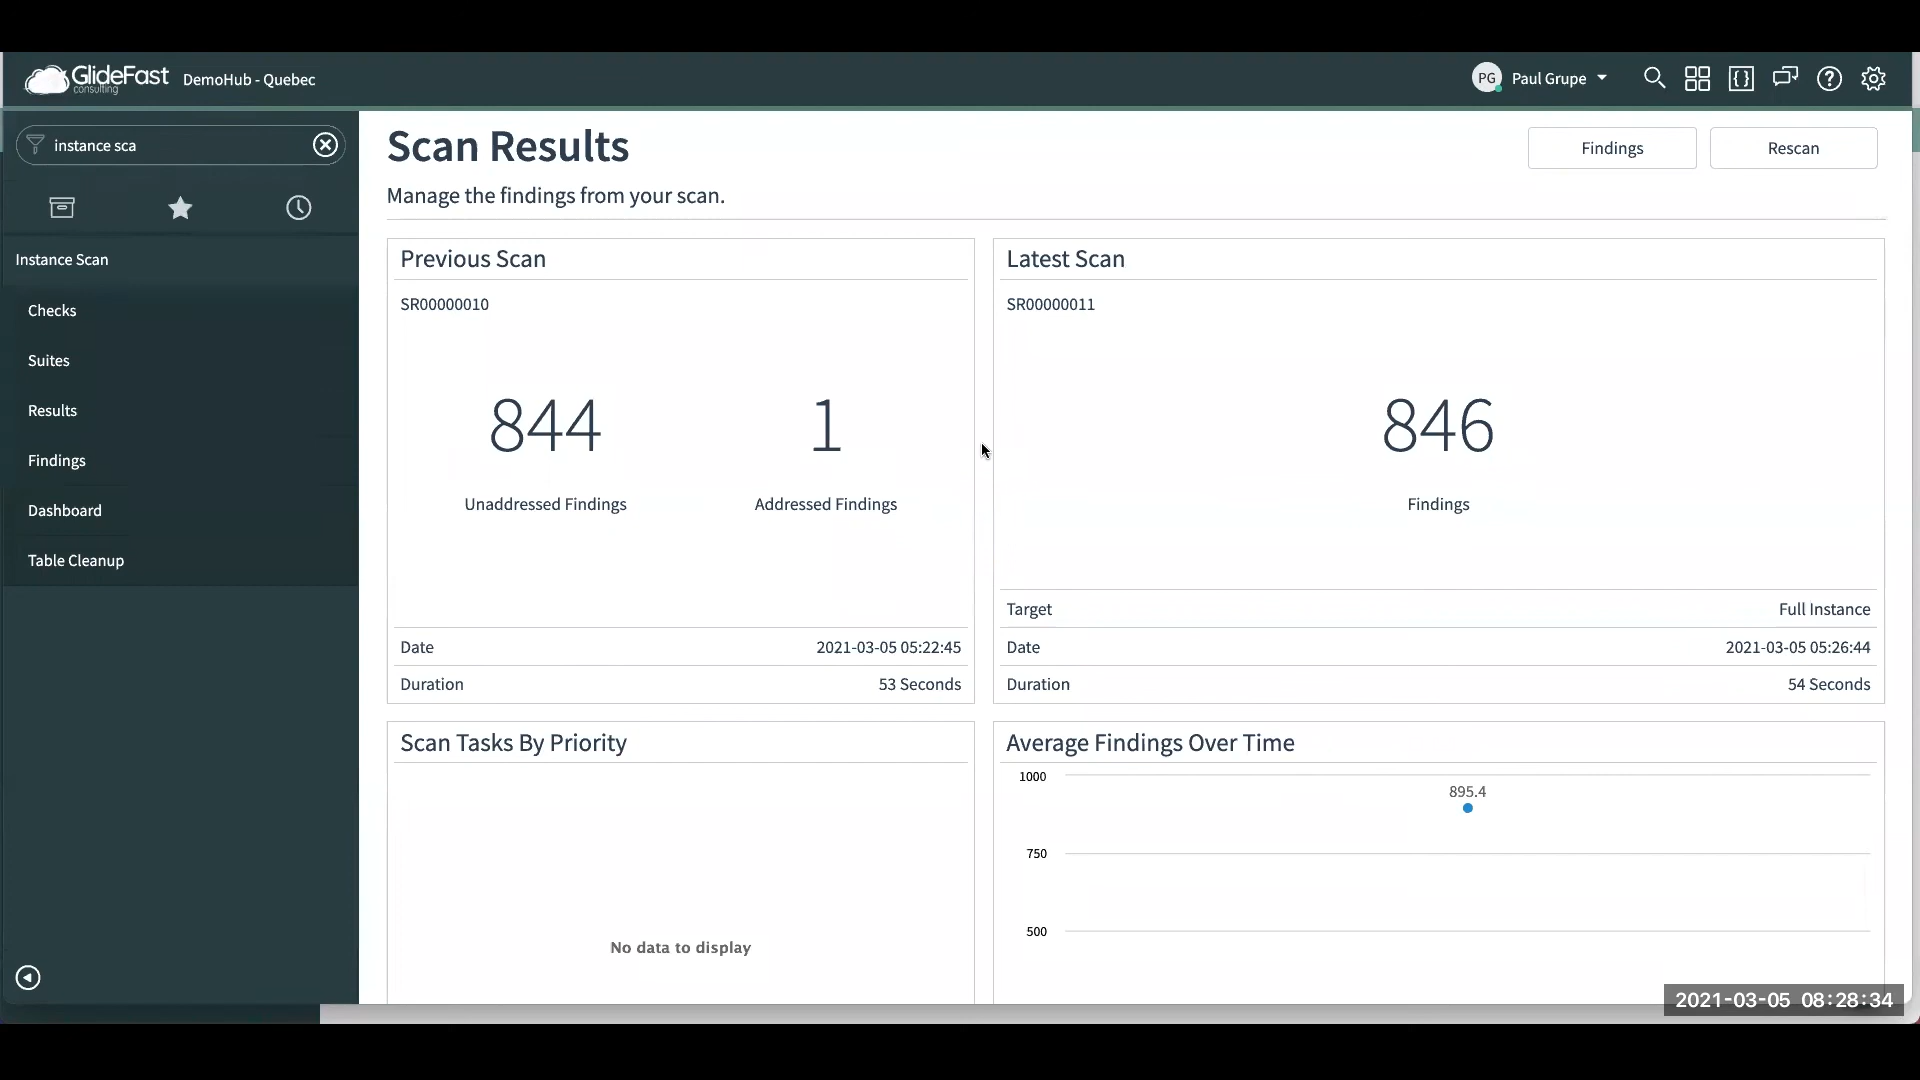 GlideFast
consulting
DemoHub - Quebec
PG
Paul Grupe
instance sca
Instance Scan
Checks
Suites
Results
Findings
Dashboard
Table Cleanup
Scan Results
Manage the findings from your scan.
Findings
Rescan
Previous Scan
SR00000010
844
1
Unaddressed Findings
Addressed Findings
Date
2021-03-05 05:22:45
Duration
53 Seconds
Latest Scan
SR00000011
846
Findings
Target
Full Instance
Date
2021-03-05 05:26:44
Duration
54 Seconds
Scan Tasks By Priority
No data to display
Average Findings Over Time
1000
895.4
750
500
2021-03-05 08:28:34